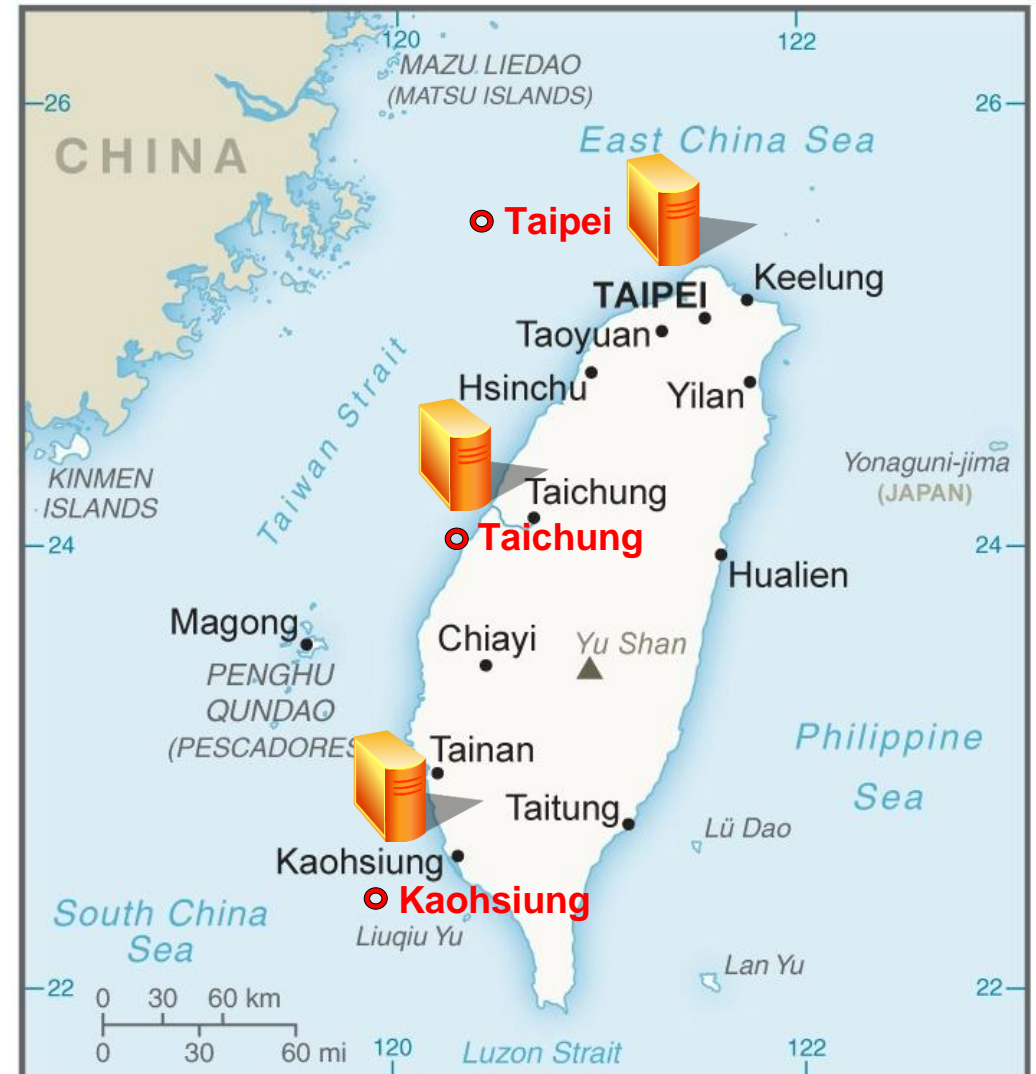 120
122
MAZU LIEDAO
(MATSU ISLANDS)
26
26
CHINA
East China Sea
Taipei
Keelung
TAIPEI
Taoyuan
Hsinchu
Yilan
Taiwan Strait
KINMEN
ISLANDS
Yonaguni-jima
(JAPAN)
Taichung
Taichung
24
24
Hualien
Magong
Chiayi
Yu Shan
PENGHU
QUNDAO
(PESCADORES
Philippine
Sea
Tainan
Taitung
Lü Dao
Kaohsiung
Kaohsiung
South China
Sea
Liuqiu Yu
Lan Yu
22
22
0 30 60 km
0 30 60 mi
120
Luzon Strait
122